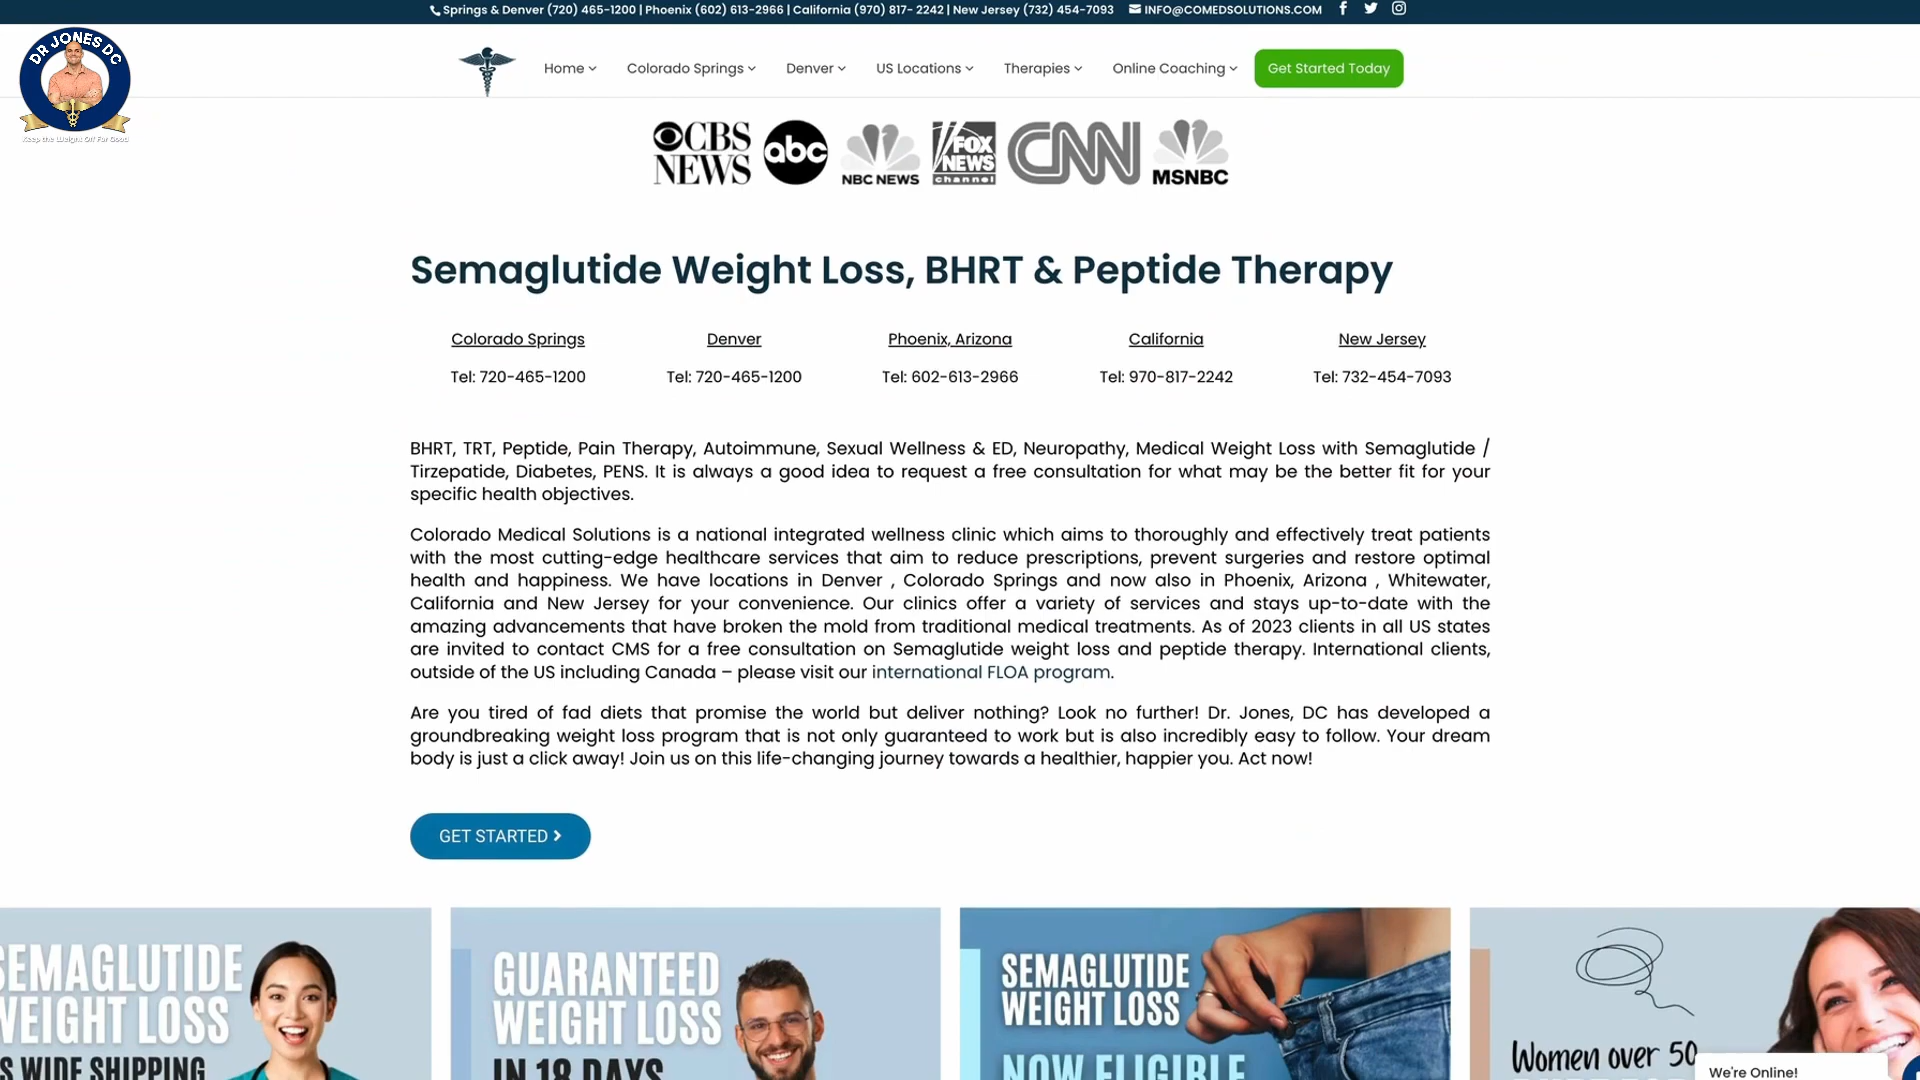 Springs & Denver (720) 465-1200 | Phoenix (602) 613-2966 | California (970) 817- 2242 | New Jersey (732) 454-7093 INFO@COMEDSOLUTIONS.COM
DR JONES DC
Keep the Weight Off For Good
Home Colorado Springs Denver US Locations Therapies Online Coaching Get Started Today
CBS NEWS abc NBC NEWS FOX NEWS channel CNN MSNBC
Semaglutide Weight Loss, BHRT & Peptide Therapy
Colorado Springs Denver Phoenix, Arizona California New Jersey
Tel: 720-465-1200 Tel: 720-465-1200 Tel: 602-613-2966 Tel: 970-817-2242 Tel: 732-454-7093
BHRT, TRT, Peptide, Pain Therapy, Autoimmune, Sexual Wellness & ED, Neuropathy, Medical Weight Loss with Semaglutide /
Tirzepatide, Diabetes, PENS. It is always a good idea to request a free consultation for what may be the better fit for your
specific health objectives.
Colorado Medical Solutions is a national integrated wellness clinic which aims to thoroughly and effectively treat patients
with the most cutting-edge healthcare services that aim to reduce prescriptions, prevent surgeries and restore optimal
health and happiness. We have locations in Denver , Colorado Springs and now also in Phoenix, Arizona , Whitewater,
California and New Jersey for your convenience. Our clinics offer a variety of services and stays up-to-date with the
amazing advancements that have broken the mold from traditional medical treatments. As of 2023 clients in all US states
are invited to contact CMS for a free consultation on Semaglutide weight loss and peptide therapy. International clients,
outside of the US including Canada – please visit our international FLOA program.
Are you tired of fad diets that promise the world but deliver nothing? Look no further! Dr. Jones, DC has developed a
groundbreaking weight loss program that is not only guaranteed to work but is also incredibly easy to follow. Your dream
body is just a click away! Join us on this life-changing journey towards a healthier, happier you. Act now!
GET STARTED
SEMAGLUTIDE
WEIGHT LOSS
S WIDE SHIPPING
GUARANTEED
WEIGHT LOSS
IN 18 DAYS
SEMAGLUTIDE
WEIGHT LOSS
NOW ELIGIBLE
Women over 50
We're Online!